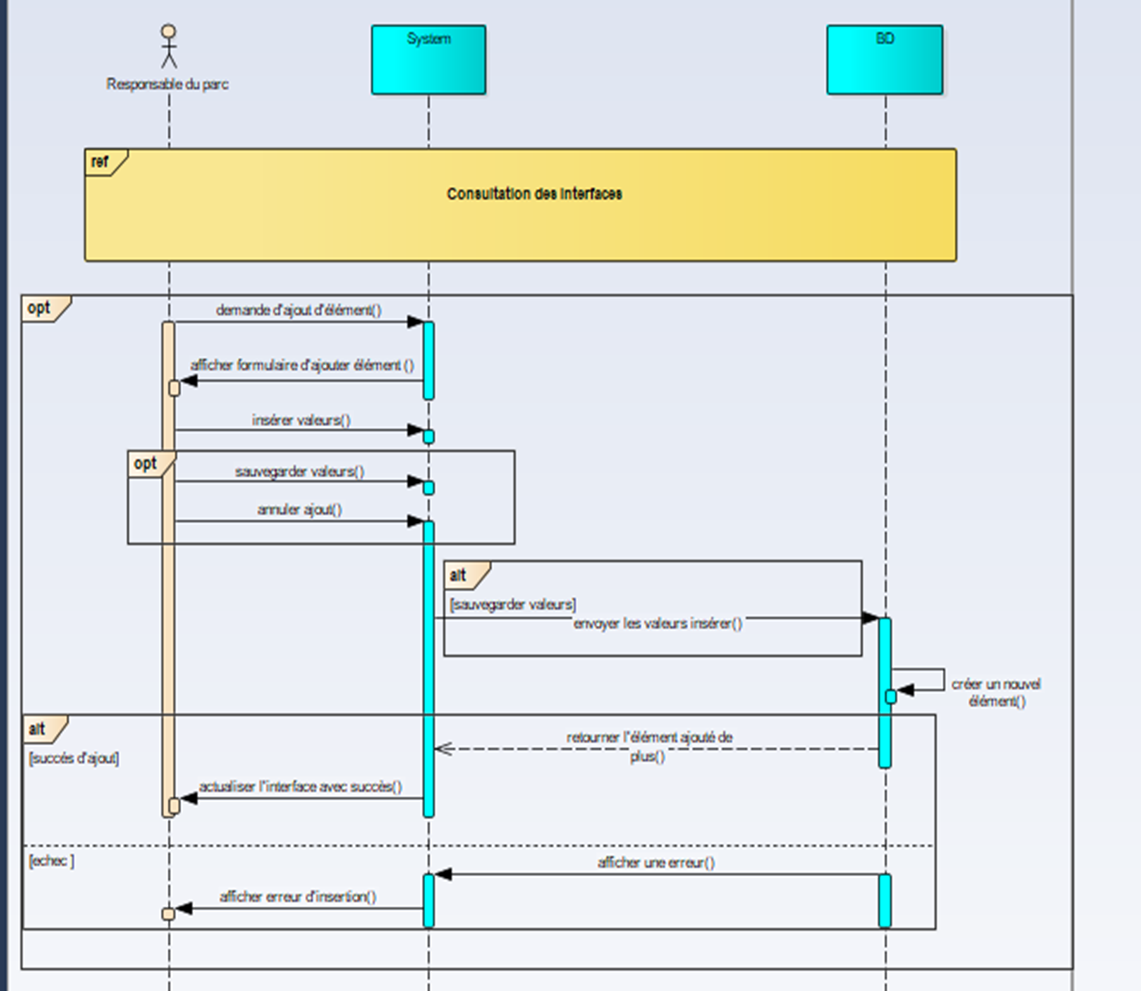 System
BD
Responsable du parc
ref
Consultation des interfaces
opt
demande d'ajout d'élément()
afficher formulaire d'ajouter élément ()
insérer valeurs()
opt
sauvegarder valeurs()
annuler ajout()
alt
[sauvegarder valeurs]
envoyer les valeurs insérer()
créer un nouvel
élément()
alt
retourner l'élément ajouté de
plus()
[succés d'ajout]
actualiser l'interface avec succès()
[echec ]
afficher une erreur()
afficher erreur d'insertion()